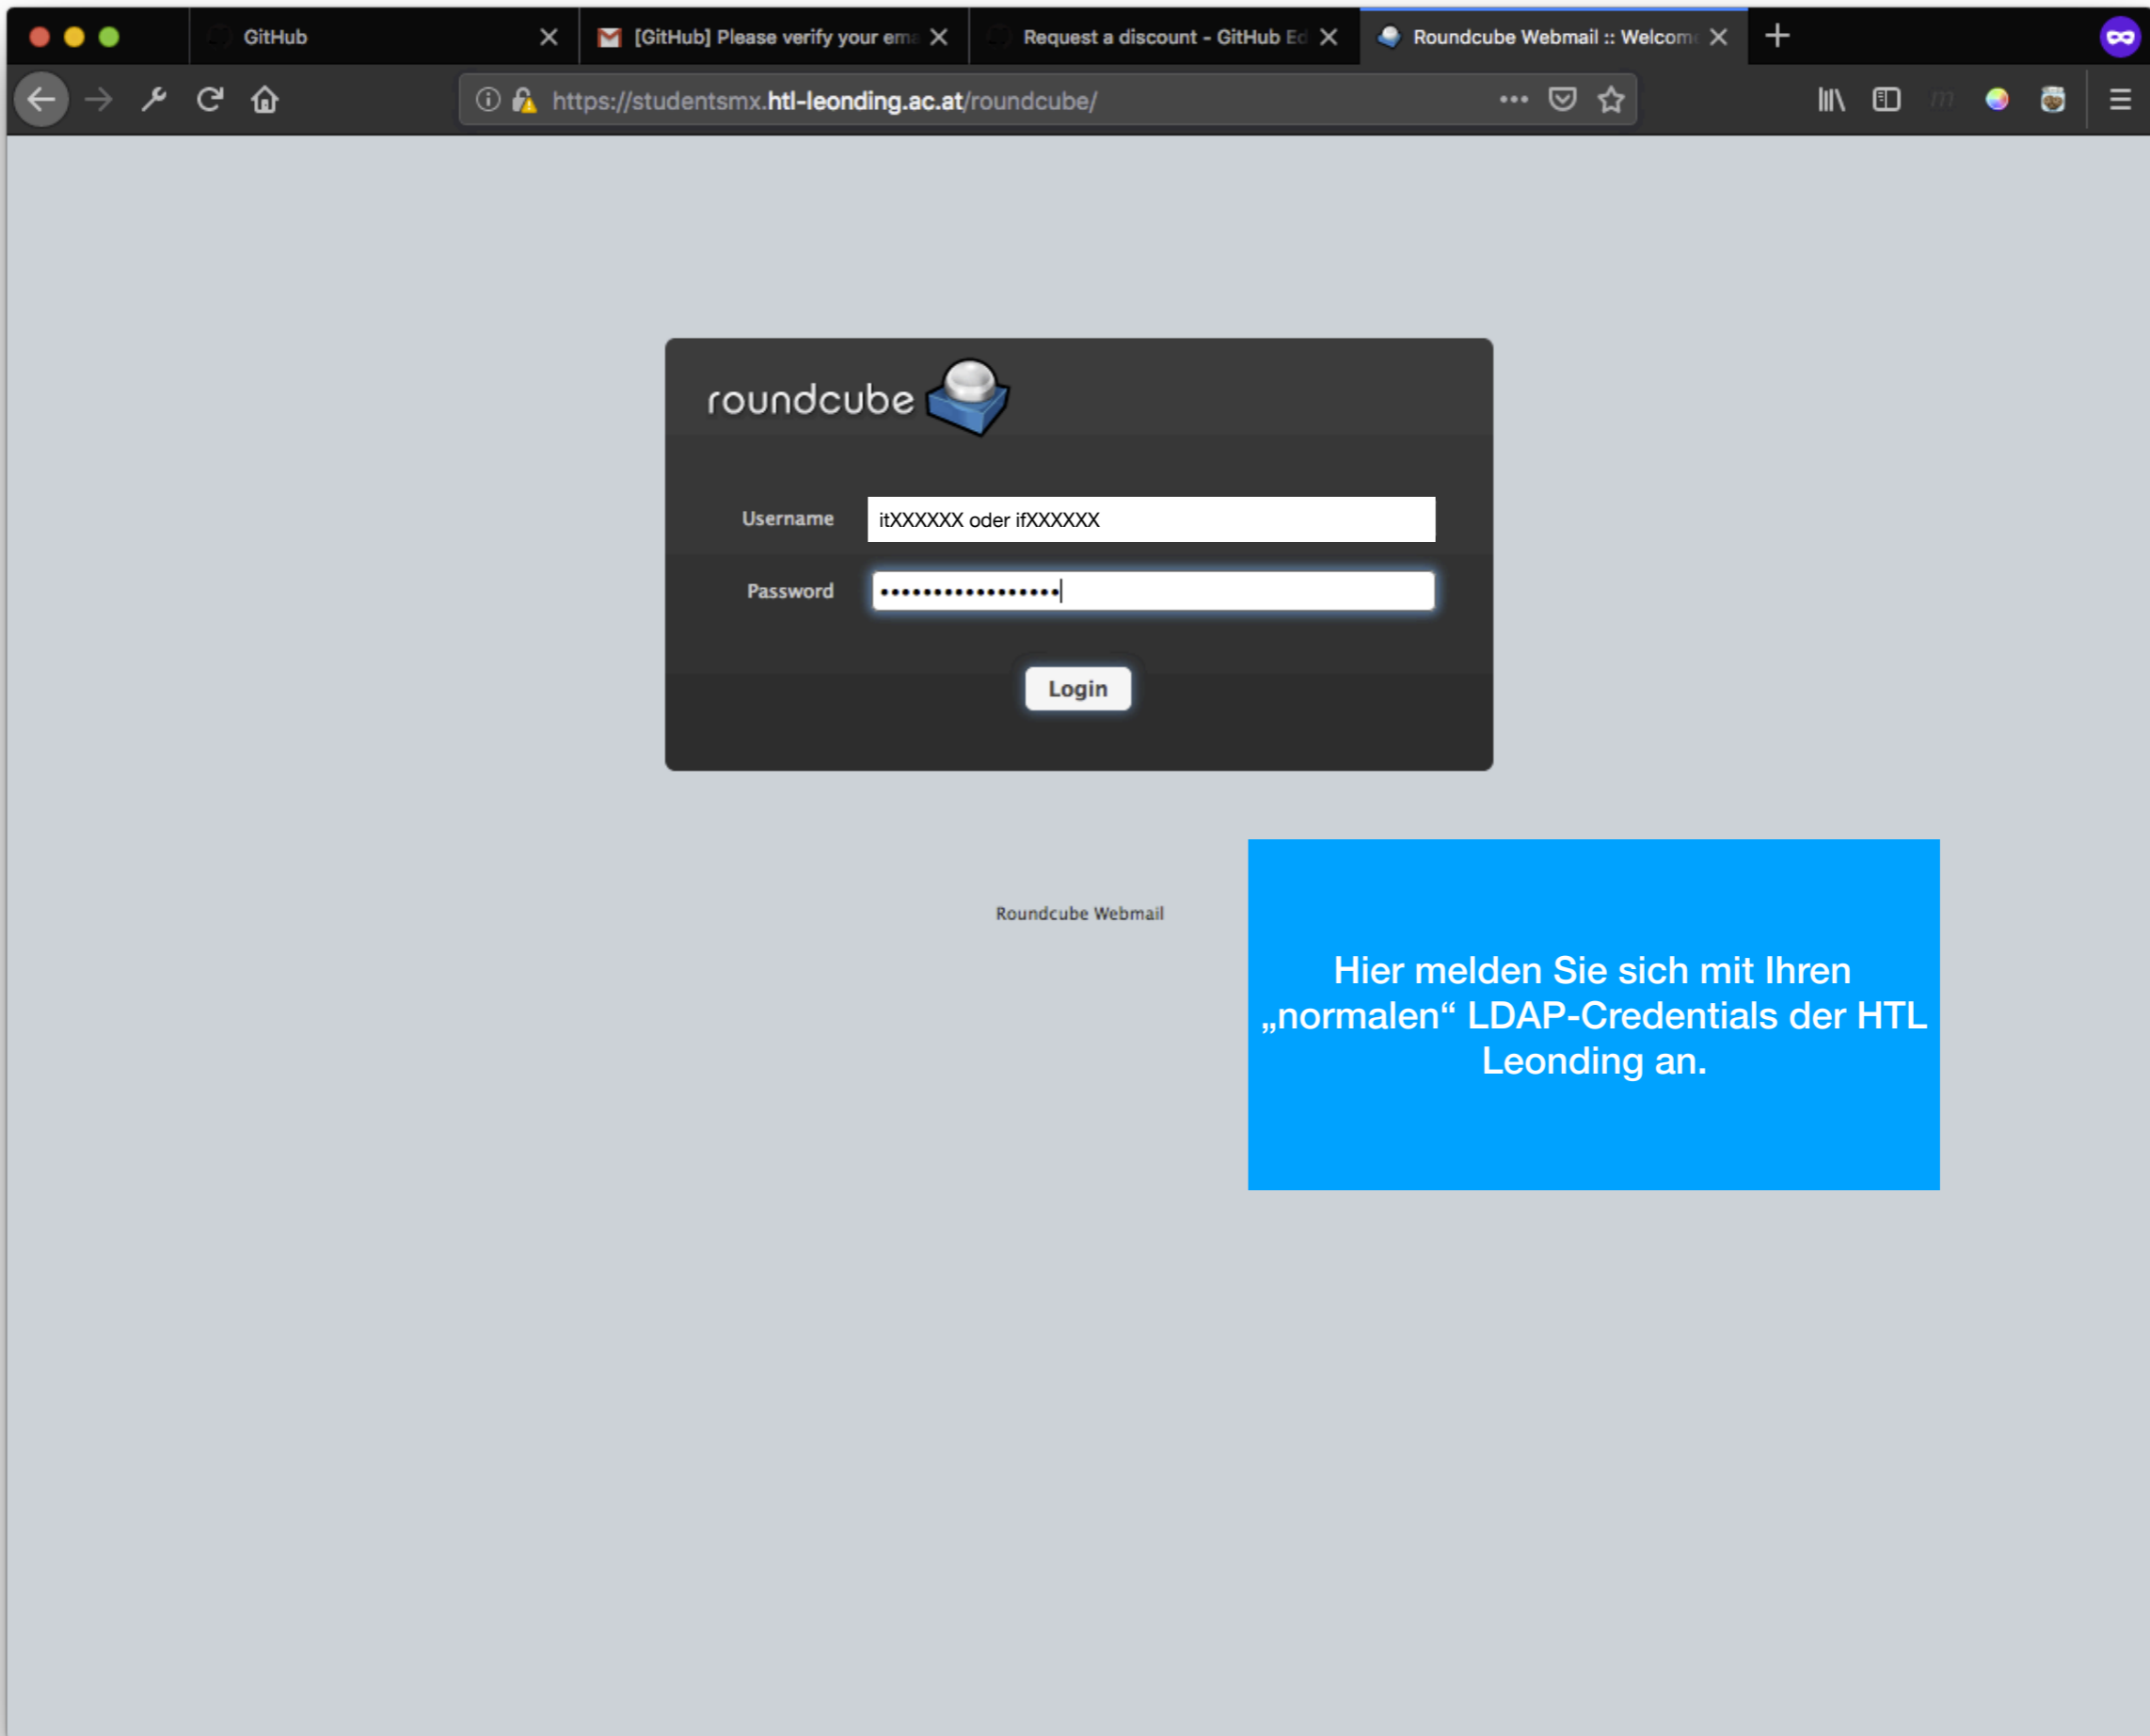 GitHub
[GitHub] Please verify your ema
Request a discount - GitHub Ed
Roundcube Webmail :: Welcom
https://studentsmx.htl-leonding.ac.at/roundcube/
roundcube
Username
itXXXXXX oder ifXXXXXX
Password
•••••••••••••••••
Login
Roundcube Webmail
Hier melden Sie sich mit Ihren
„normalen“ LDAP-Credentials der HTL
Leonding an.